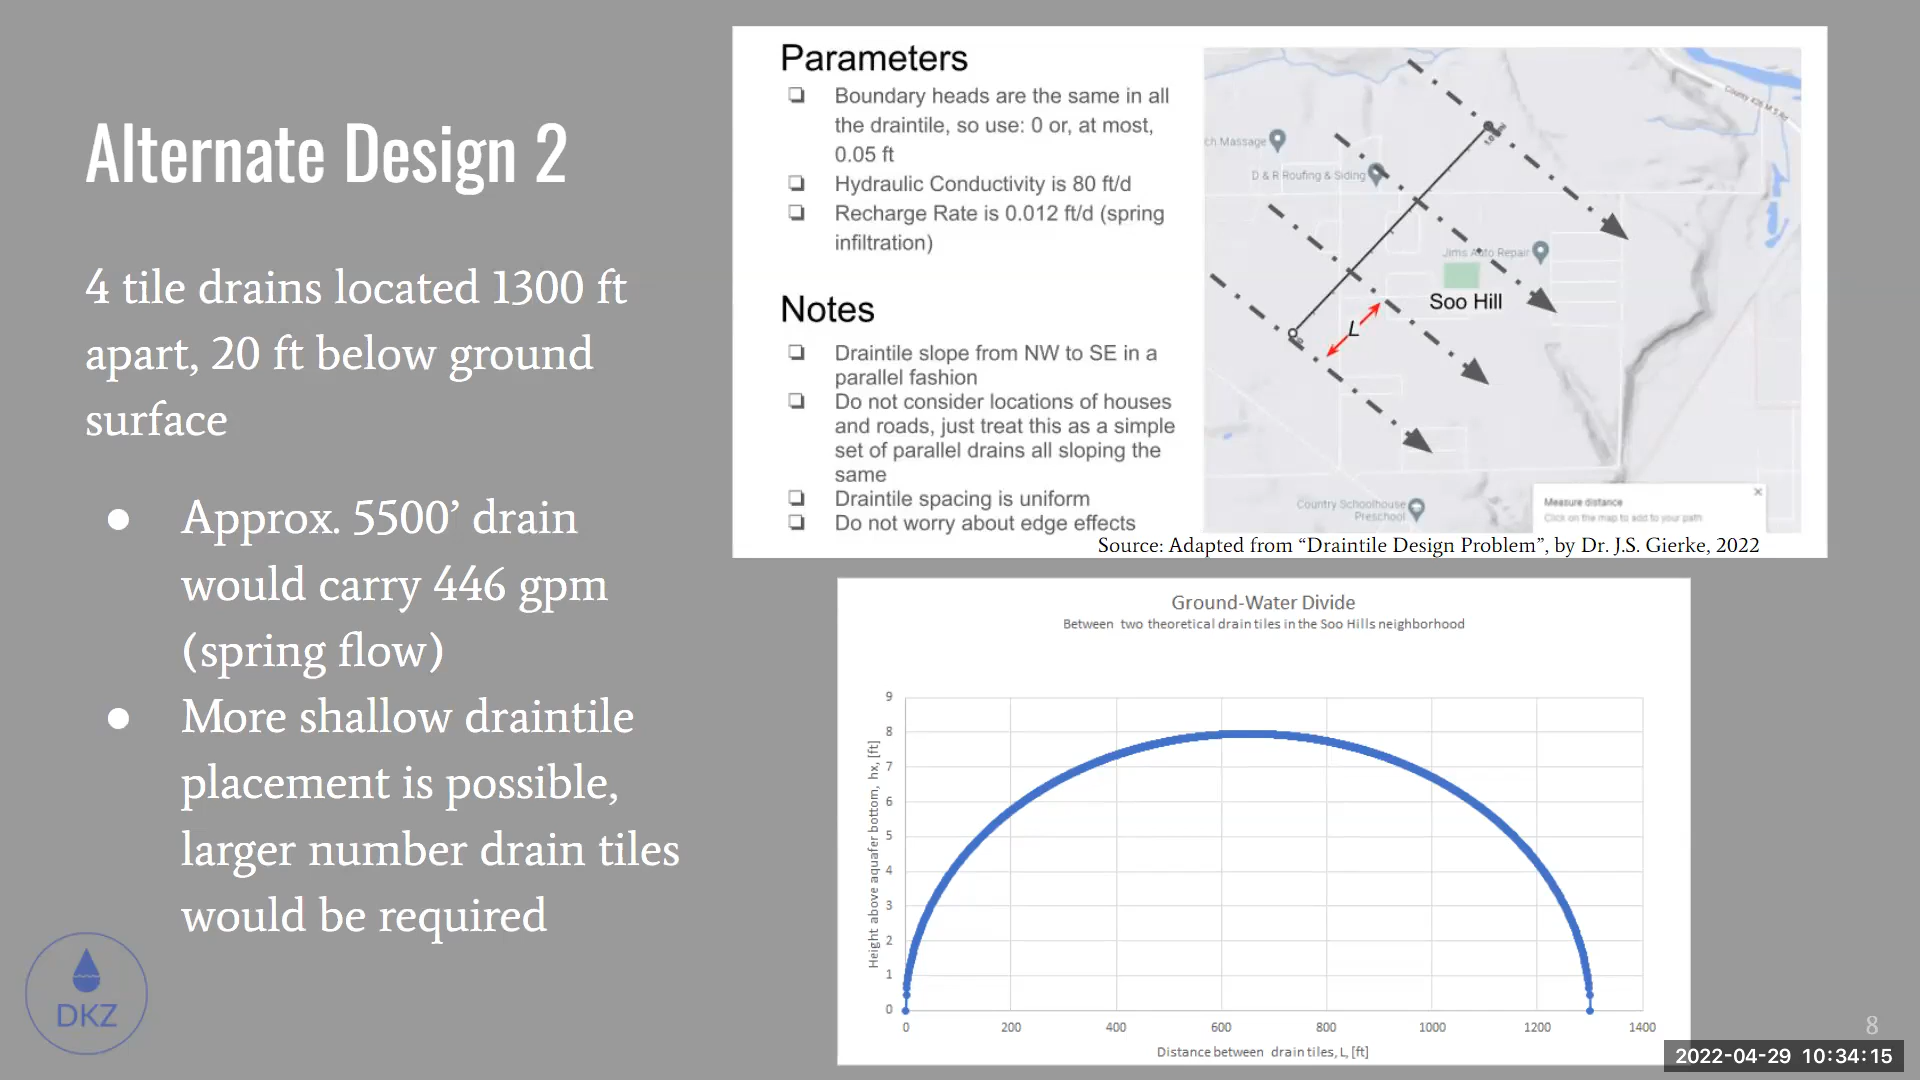 Alternate Design 2
4 tile drains located 1300 ft
apart, 20 ft below ground
surface
● Approx. 5500’ drain
would carry 446 gpm
(spring flow)
● More shallow draintile
placement is possible,
larger number drain tiles
would be required
DKZ
Parameters
❏ Boundary heads are the same in all
the draintile, so use: 0 or, at most,
0.05 ft
❏ Hydraulic Conductivity is 80 ft/d
❏ Recharge Rate is 0.012 ft/d (spring
infiltration)
Notes
❏ Draintile slope from NW to SE in a
parallel fashion
❏ Do not consider locations of houses
and roads, just treat this as a simple
set of parallel drains all sloping the
same
❏ Draintile spacing is uniform
❏ Do not worry about edge effects
County 426 M.5 Rd
ch Massage
D & R Roofing & Siding
Jims Auto Repair
Soo Hill
L
Country Schoolhouse
Preschool
Measure distance
Click on the map to add to your path
Source: Adapted from “Draintile Design Problem”, by Dr. J.S. Gierke, 2022
Ground-Water Divide
Between two theoretical drain tiles in the Soo Hills neighborhood
Height above aquafer bottom, hx, [ft]
9
8
7
6
5
4
3
2
1
0
0 200 400 600 800 1000 1200 1400
Distance between drain tiles, L, [ft]
8
2022-04-29 10:34:15